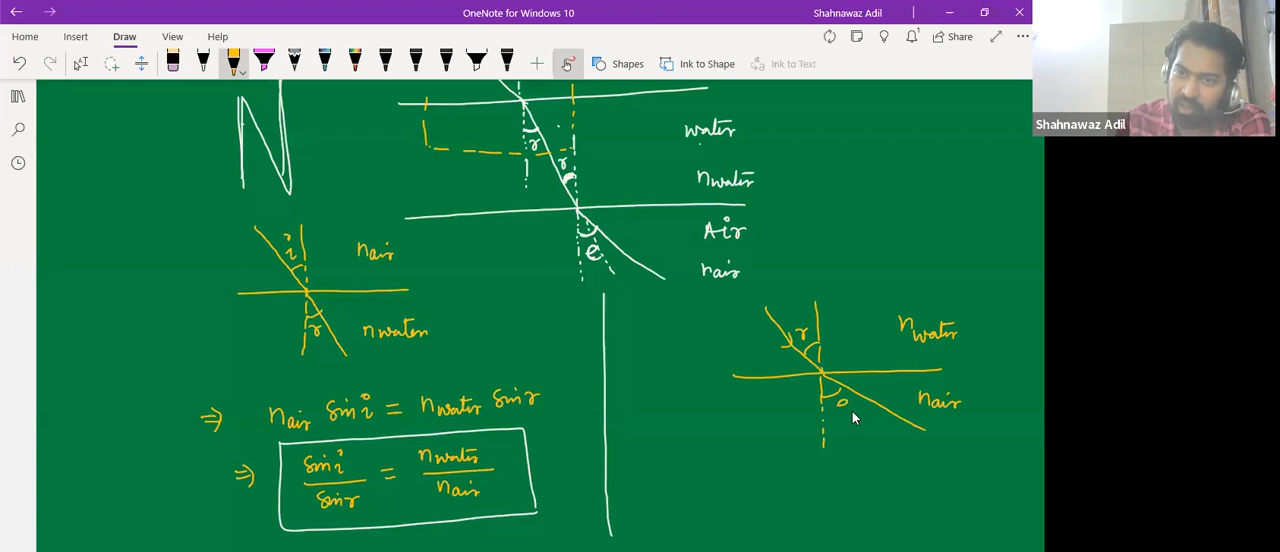 OneNote for Windows 10
Shahnawaz Adil
Home Insert Draw View Help
Share
Shapes
Ink to Shape
Ink to Text
Shahnawaz Adil
N
water
r
r
nwater
Air
e
nair
i
nair
r
nwater
r
nwater
e
nair
⇒ nair sin i = nwater sin r
⇒ sin i / sin r = nwater / nair